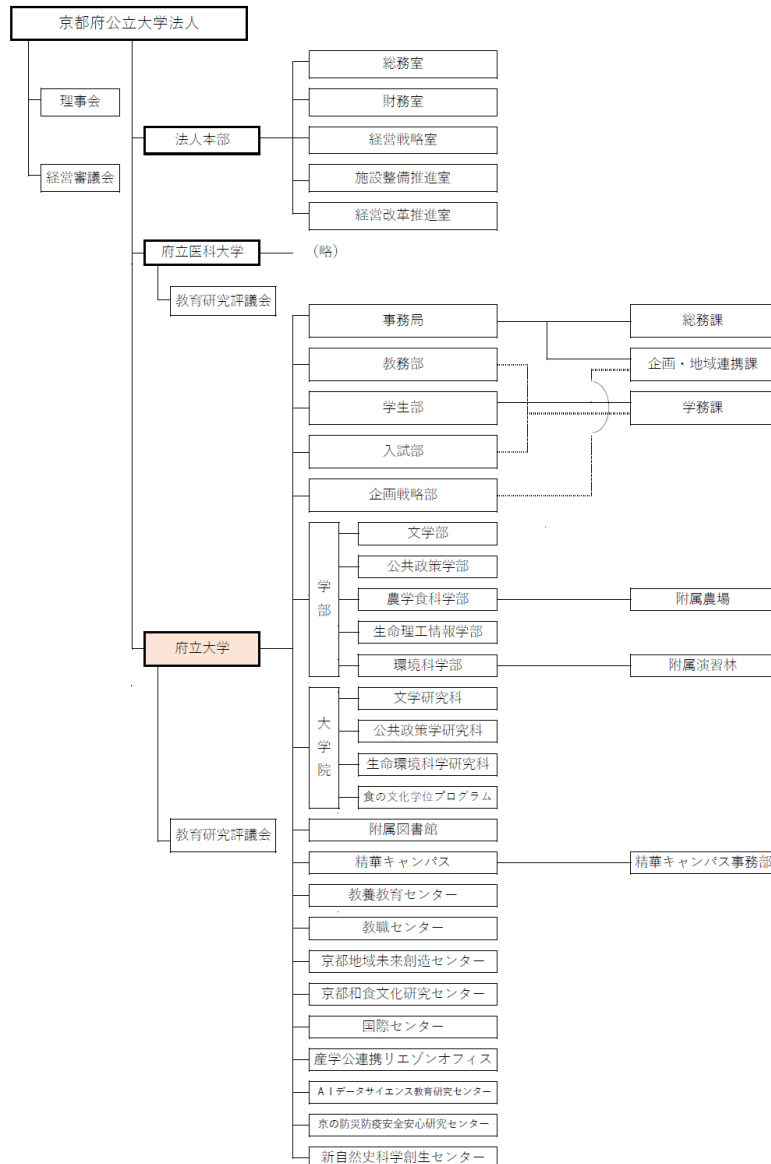 京都府公立大学法人
総務室
理事会
財務室
法人本部
経営戦略室
経営審議会
施設整備推進室
経営改革推進室
府立医科大学
(略)
教育研究評議会
事務局
総務課
教務部
企画・地域連携課
学生部
学務課
入試部
企画戦略部
学部
文学部
公共政策学部
農学食科学部
附属農場
生命理工情報学部
府立大学
環境科学部
附属演習林
大学院
文学研究科
公共政策学研究科
生命環境科学研究科
食の文化学位プログラム
教育研究評議会
附属図書館
精華キャンパス
精華キャンパス事務部
教養教育センター
教職センター
京都地域未来創造センター
京都和食文化研究センター
国際センター
産学公連携リエゾンオフィス
AIデータサイエンス教育研究センター
京の防災防疫安全安心研究センター
新自然史科学創生センター